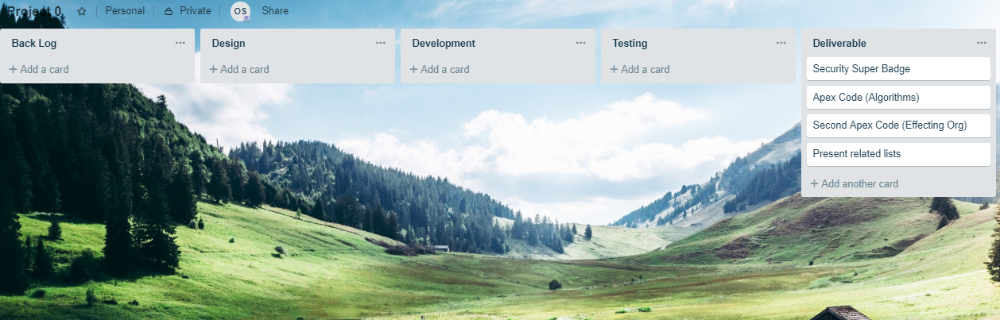 Project 0
Personal
Private
OS
Share
Back Log
Add a card
Design
Add a card
Development
Add a card
Testing
Add a card
Deliverable
Security Super Badge
Apex Code (Algorithms)
Second Apex Code (Effecting Org)
Present related lists
Add another card